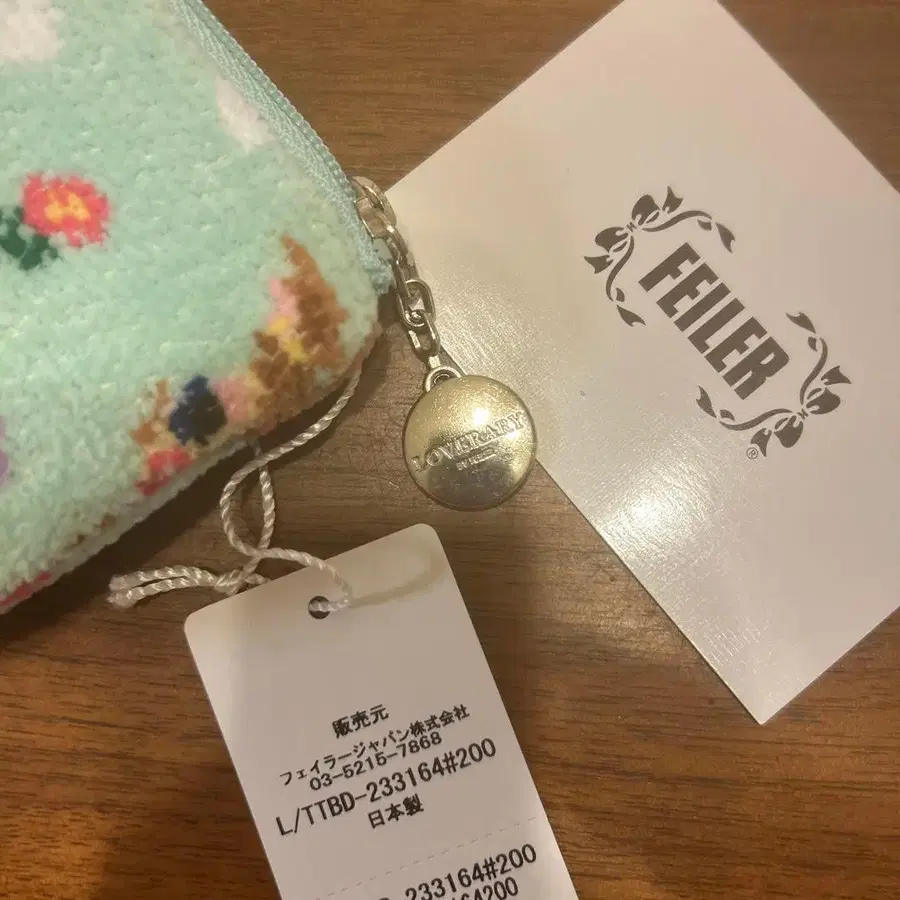 FEILER
®
LOVERARY
BY FEILER
販売元
フェイラージャパン株式会社
03-5215-7868
L/TTBD-233164#200
日本製
-233164#200